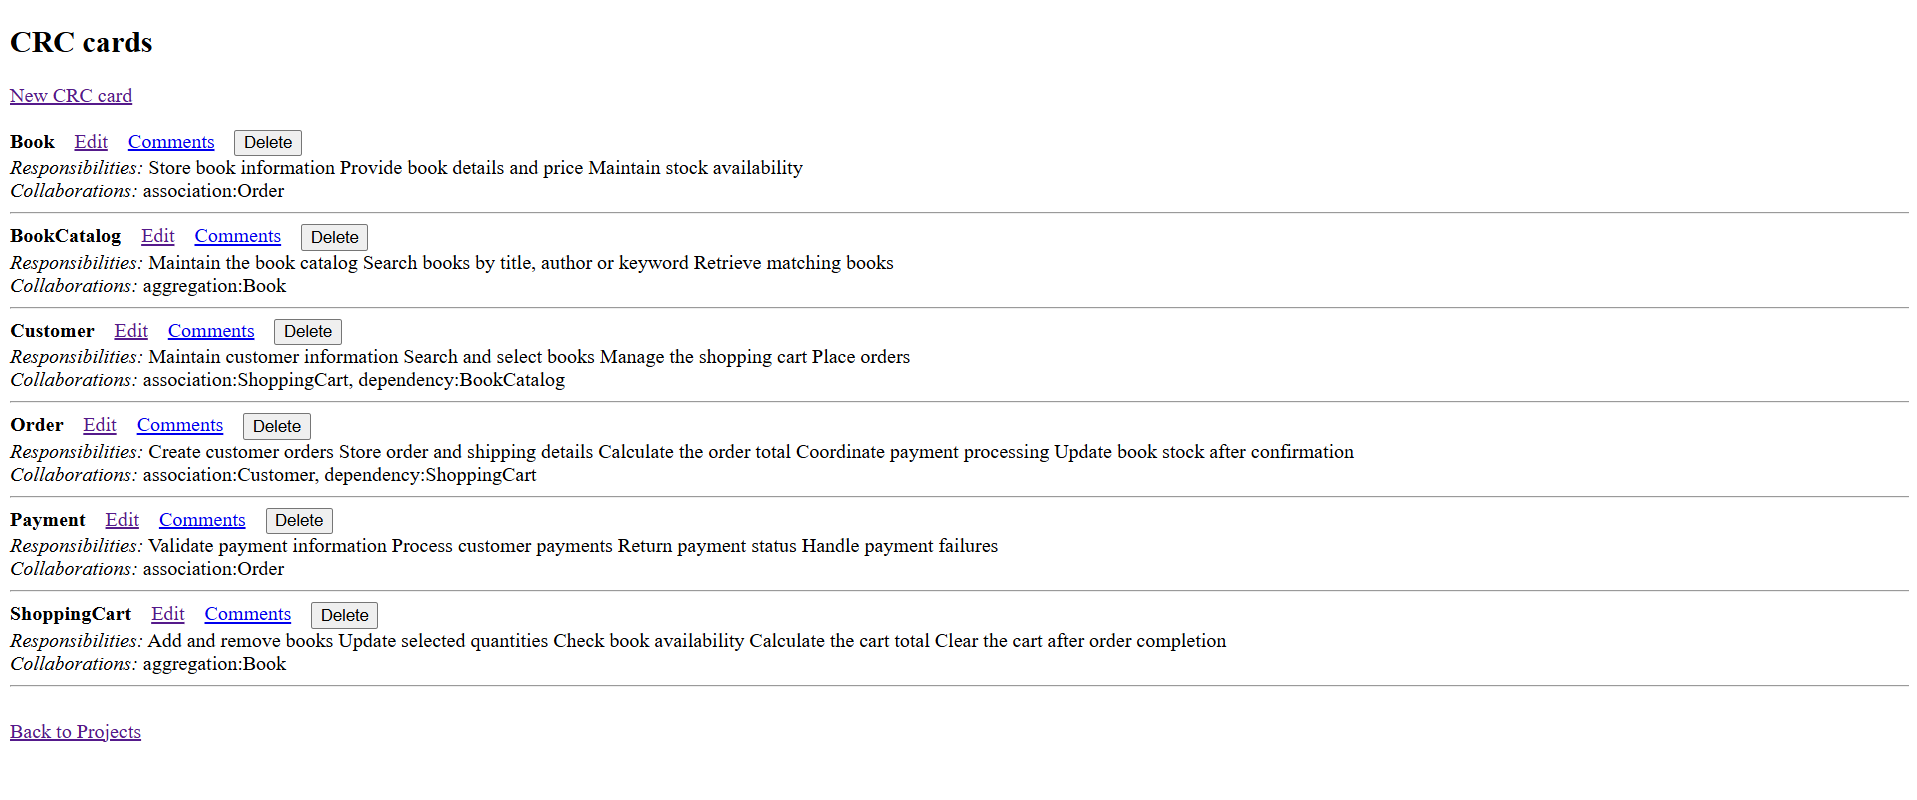 CRC cards
New CRC card
Book Edit Comments Delete
Responsibilities: Store book information Provide book details and price Maintain stock availability
Collaborations: association:Order
BookCatalog Edit Comments Delete
Responsibilities: Maintain the book catalog Search books by title, author or keyword Retrieve matching books
Collaborations: aggregation:Book
Customer Edit Comments Delete
Responsibilities: Maintain customer information Search and select books Manage the shopping cart Place orders
Collaborations: association:ShoppingCart, dependency:BookCatalog
Order Edit Comments Delete
Responsibilities: Create customer orders Store order and shipping details Calculate the order total Coordinate payment processing Update book stock after confirmation
Collaborations: association:Customer, dependency:ShoppingCart
Payment Edit Comments Delete
Responsibilities: Validate payment information Process customer payments Return payment status Handle payment failures
Collaborations: association:Order
ShoppingCart Edit Comments Delete
Responsibilities: Add and remove books Update selected quantities Check book availability Calculate the cart total Clear the cart after order completion
Collaborations: aggregation:Book
Back to Projects